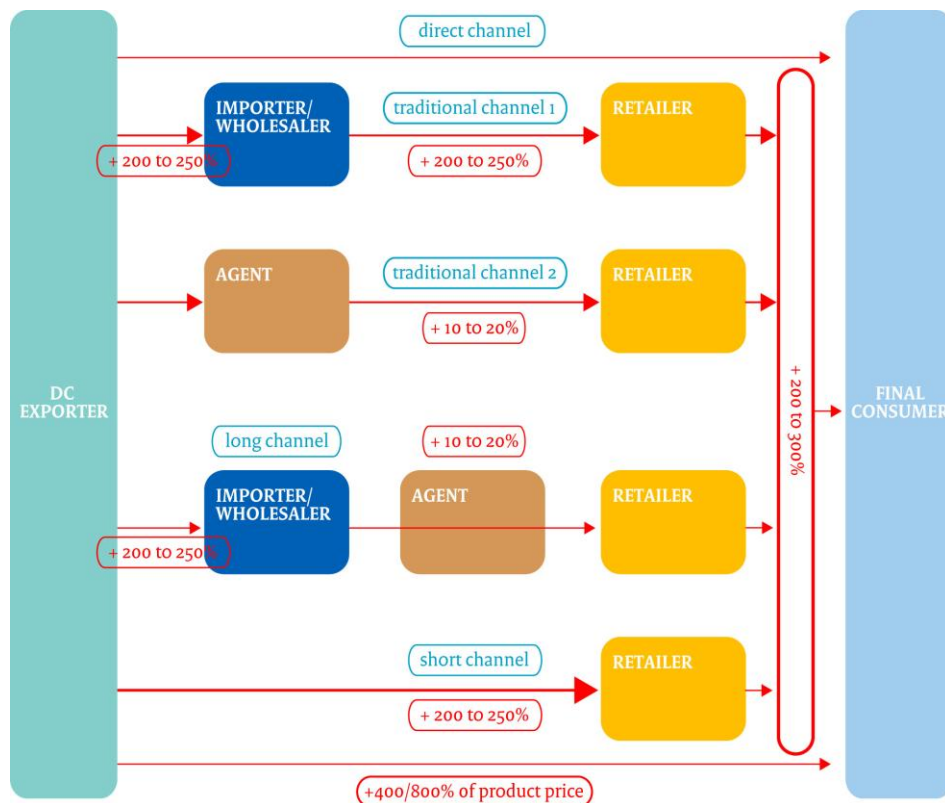 direct channel
IMPORTER/
WHOLESALER
traditional channel 1
RETAILER
+ 200 to 250%
+ 200 to 250%
AGENT
traditional channel 2
RETAILER
+ 10 to 20%
DC
EXPORTER
+ 200 to 300%
FINAL
CONSUMER
long channel
+ 10 to 20%
IMPORTER/
WHOLESALER
AGENT
RETAILER
+ 200 to 250%
short channel
RETAILER
+ 200 to 250%
+400/800% of product price